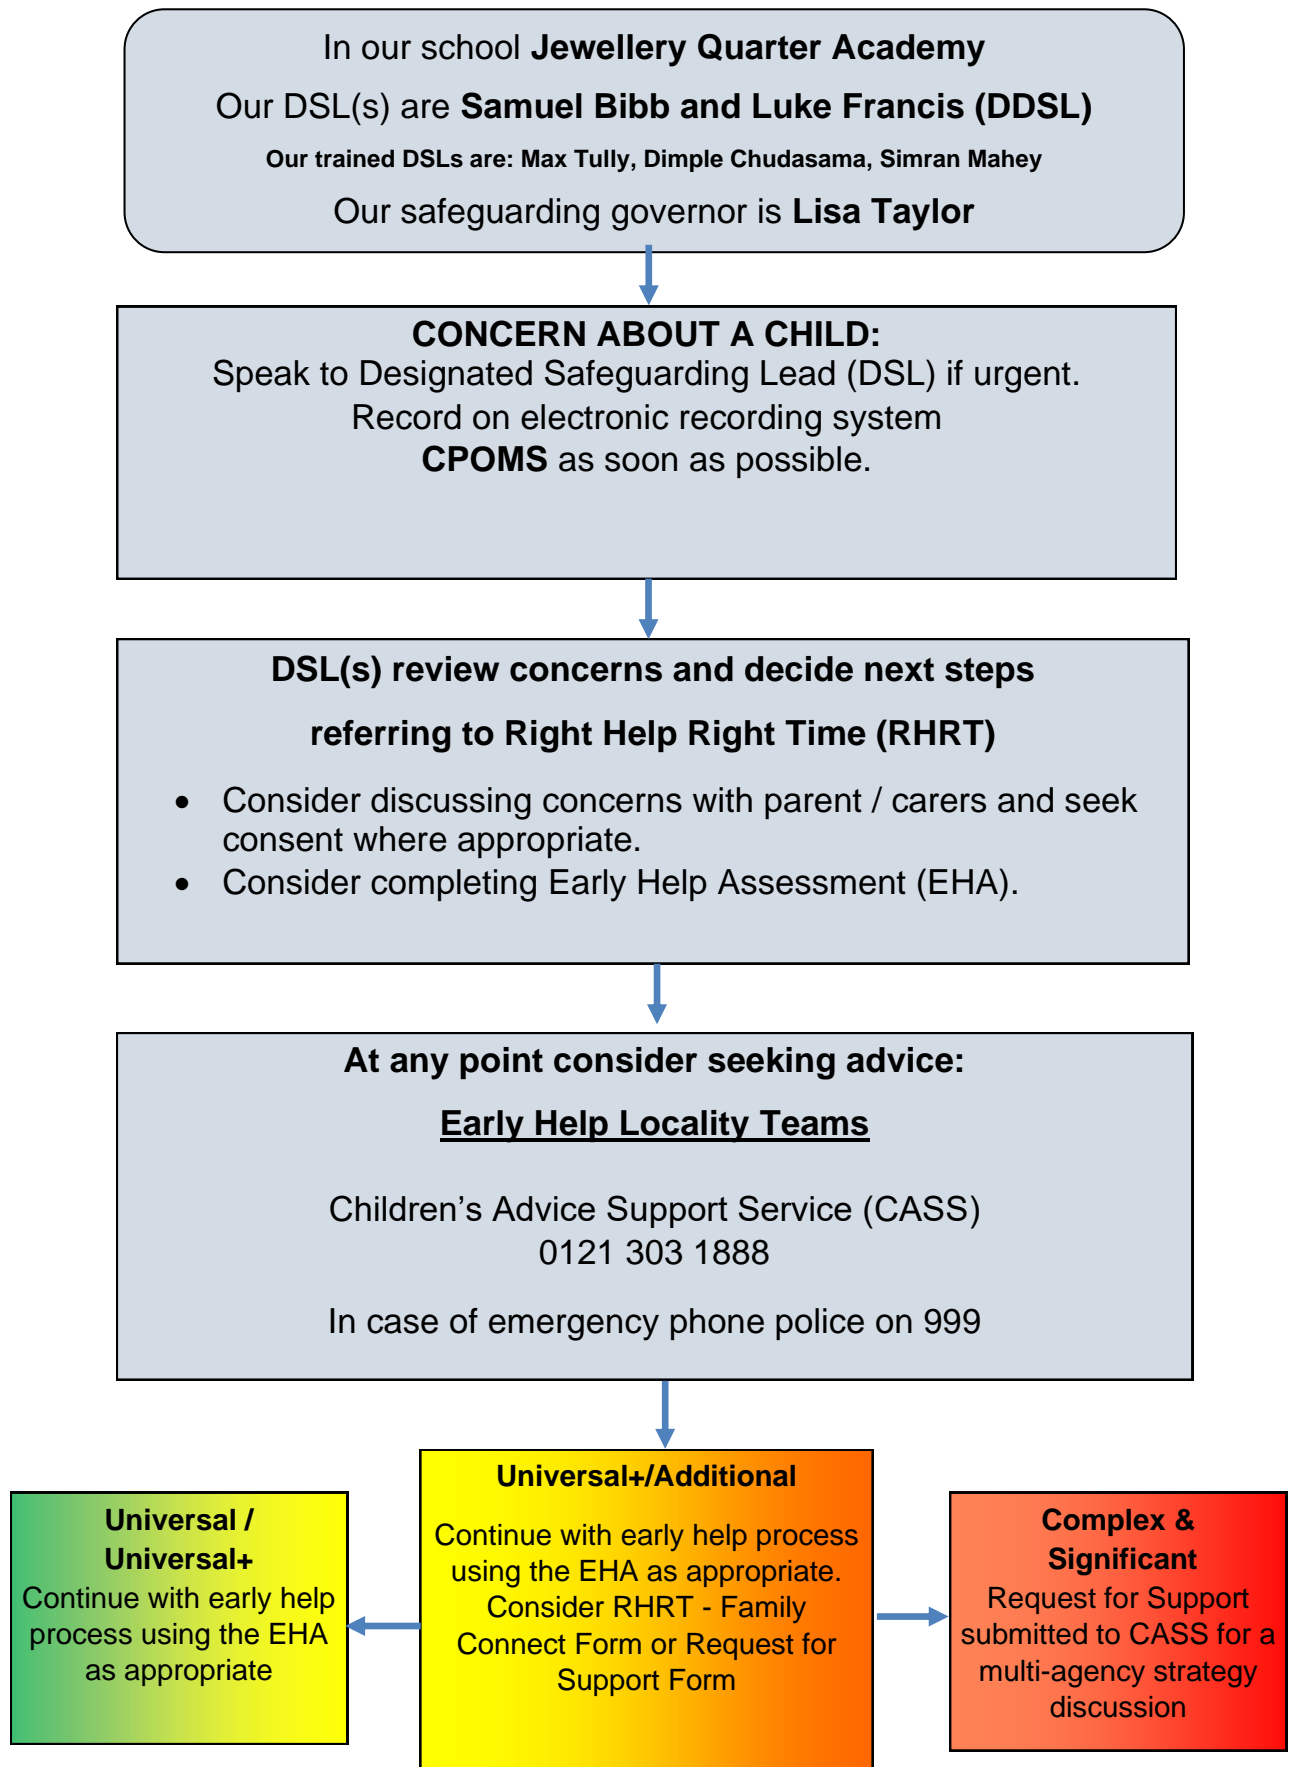 In our school Jewellery Quarter Academy
Our DSL(s) are Samuel Bibb and Luke Francis (DDSL)
Our trained DSLs are: Max Tully, Dimple Chudasama, Simran Mahey
Our safeguarding governor is Lisa Taylor
CONCERN ABOUT A CHILD:
Speak to Designated Safeguarding Lead (DSL) if urgent.
Record on electronic recording system
CPOMS as soon as possible.
DSL(s) review concerns and decide next steps
referring to Right Help Right Time (RHRT)
• Consider discussing concerns with parent / carers and seek
consent where appropriate.
• Consider completing Early Help Assessment (EHA).
At any point consider seeking advice:
Early Help Locality Teams
Children’s Advice Support Service (CASS)
0121 303 1888
In case of emergency phone police on 999
Universal /
Universal+
Continue with early help
process using the EHA
as appropriate
Universal+/Additional
Continue with early help process
using the EHA as appropriate.
Consider RHRT - Family
Connect Form or Request for
Support Form
Complex &
Significant
Request for Support
submitted to CASS for a
multi-agency strategy
discussion